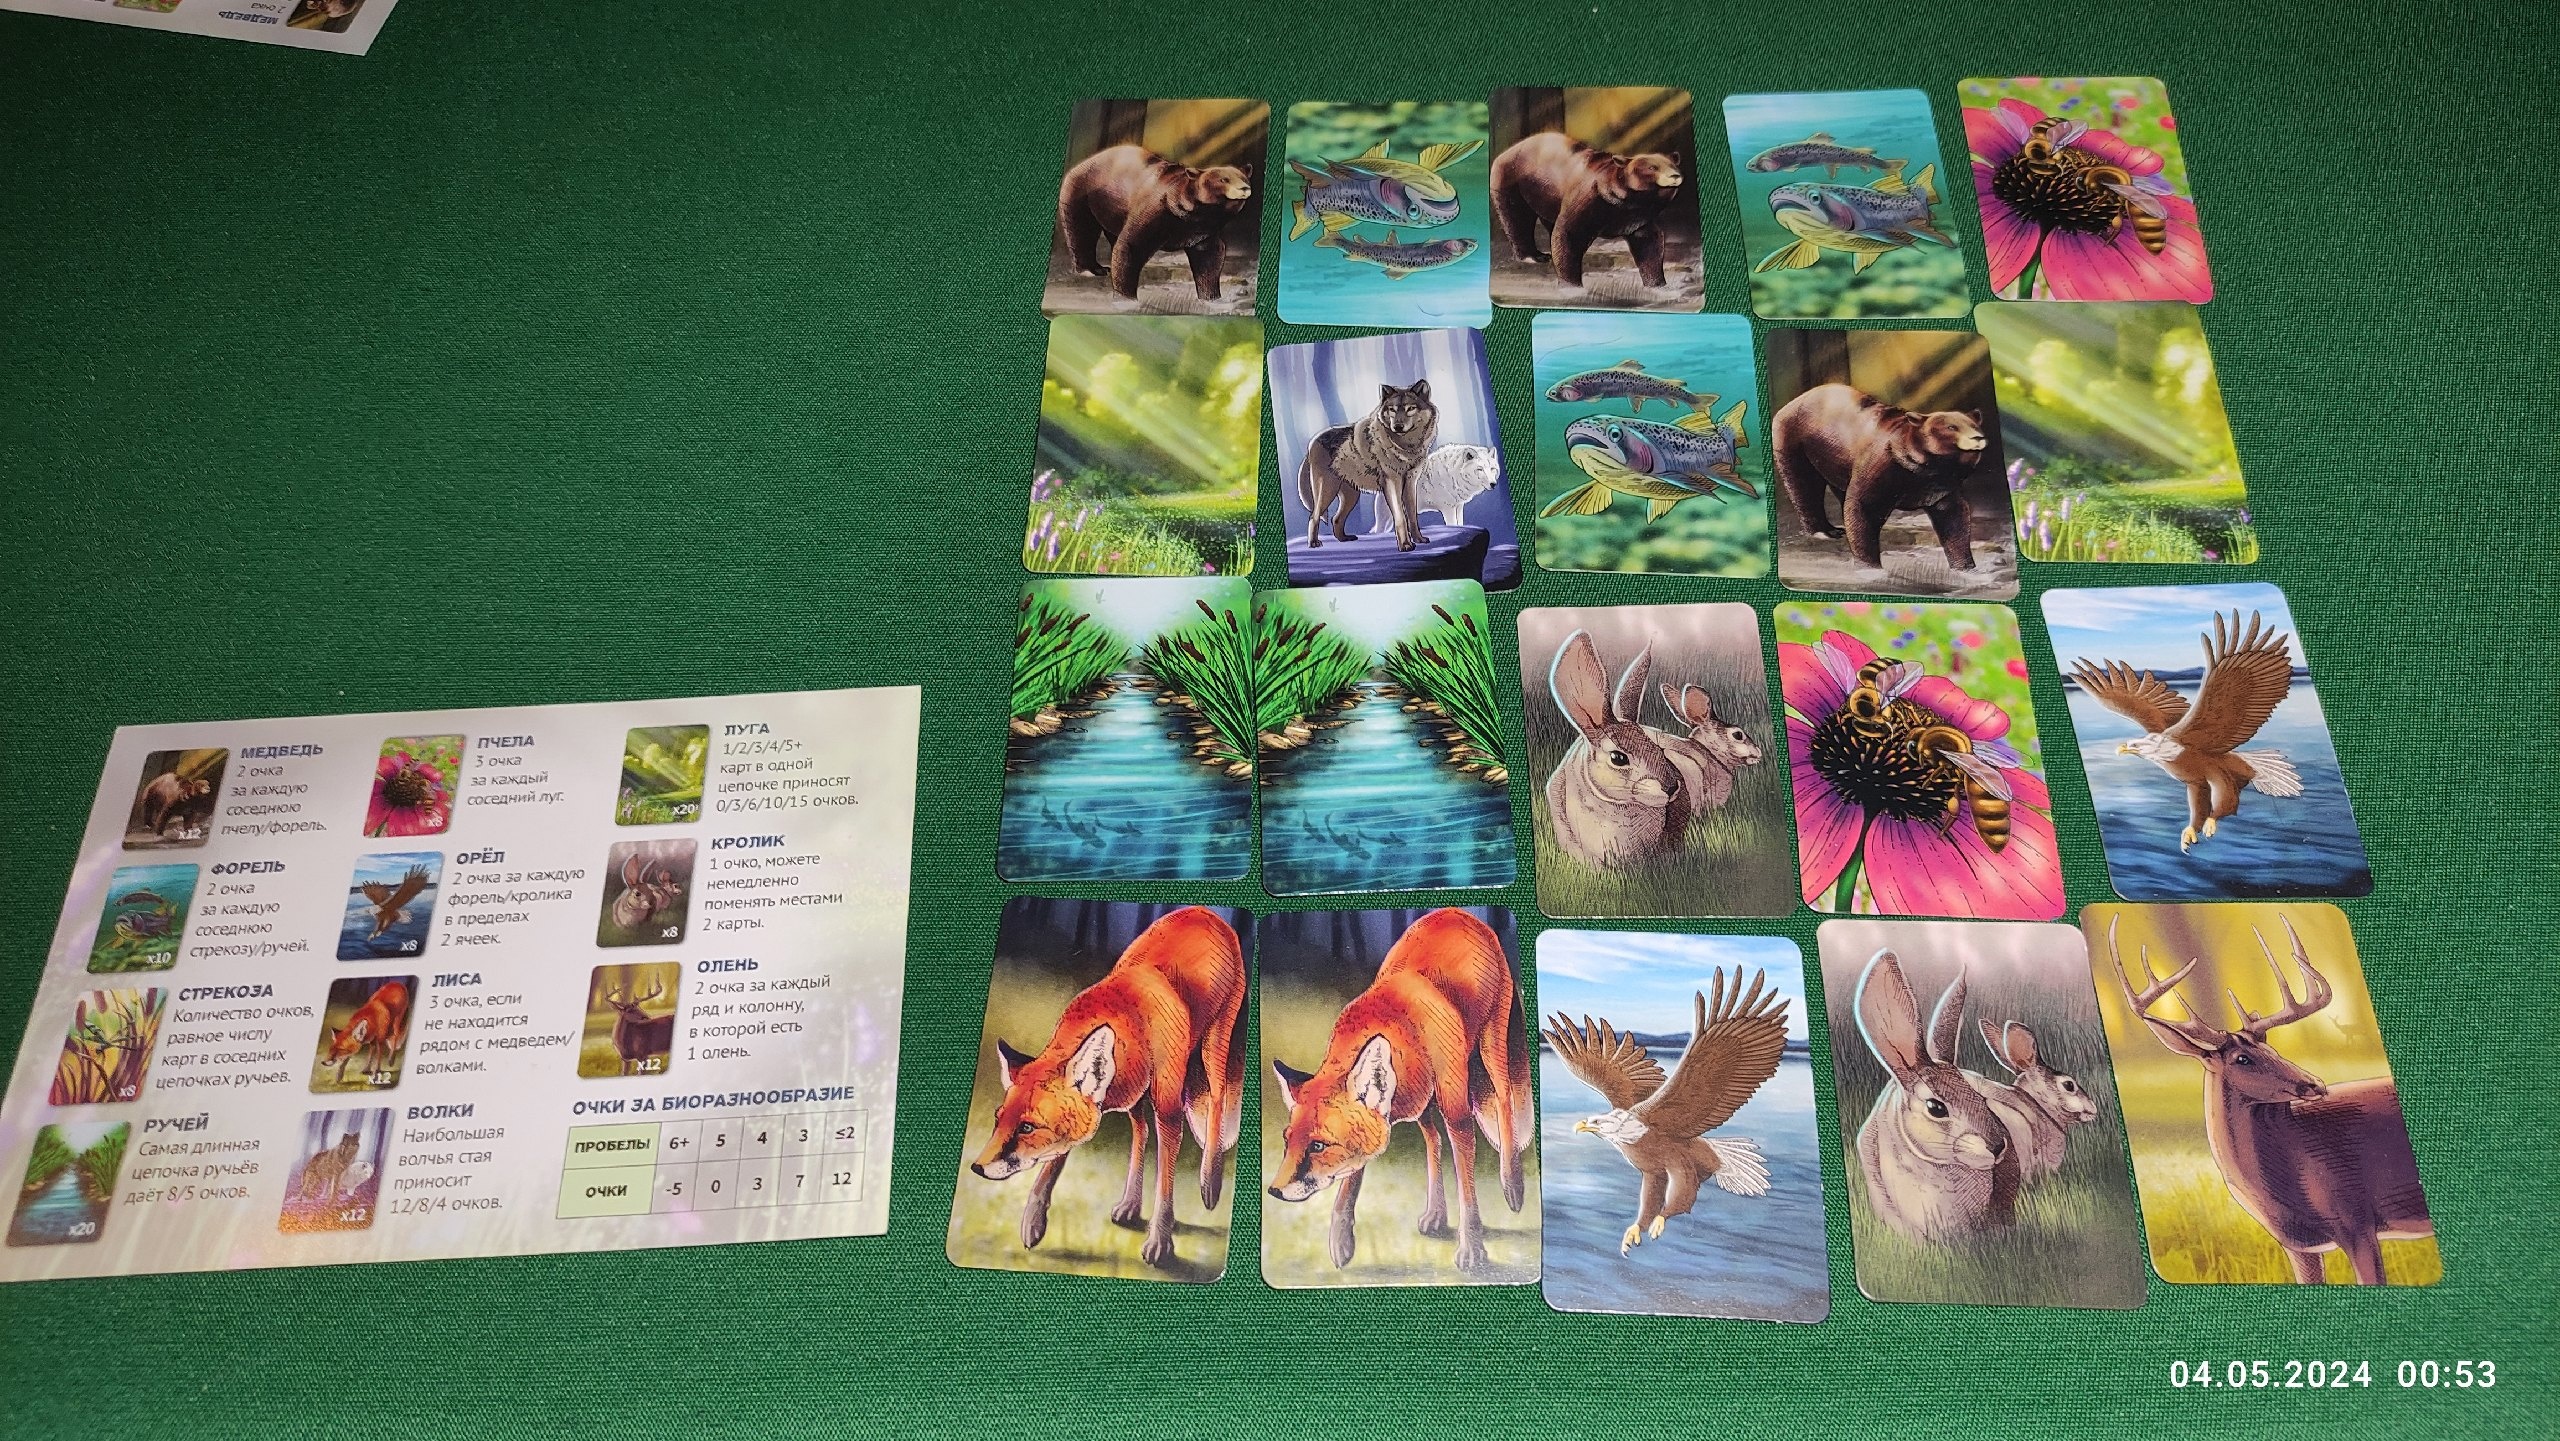 МЕДВЕДЬ
2 очка
МЕДВЕДЬ
2 очка
за каждую
соседнюю
пчелу/форель.
x12
ПЧЕЛА
3 очка
за каждый
соседний луг.
x8
ЛУГА
1/2/3/4/5+
карт в одной
цепочке приносят
0/3/6/10/15 очков.
x20
ФОРЕЛЬ
2 очка
за каждую
соседнюю
стрекозу/ручей.
x10
ОРЁЛ
2 очка за каждую
форель/кролика
в пределах
2 ячеек.
x8
КРОЛИК
1 очко, можете
немедленно
поменять местами
2 карты.
x8
СТРЕКОЗА
Количество очков,
равное числу
карт в соседних
цепочках ручьев.
x8
ЛИСА
3 очка, если
не находится
рядом с медведем/
волками.
x12
ОЛЕНЬ
2 очка за каждый
ряд и колонну,
в которой есть
1 олень.
x12
РУЧЕЙ
Самая длинная
цепочка ручьёв
даёт 8/5 очков.
x20
ВОЛКИ
Наибольшая
волчья стая
приносит
12/8/4 очков.
x12
ОЧКИ ЗА БИОРАЗНООБРАЗИЕ
ПРОБЕЛЫ 6+ 5 4 3 ≤2
ОЧКИ -5 0 3 7 12
04.05.2024 00:53